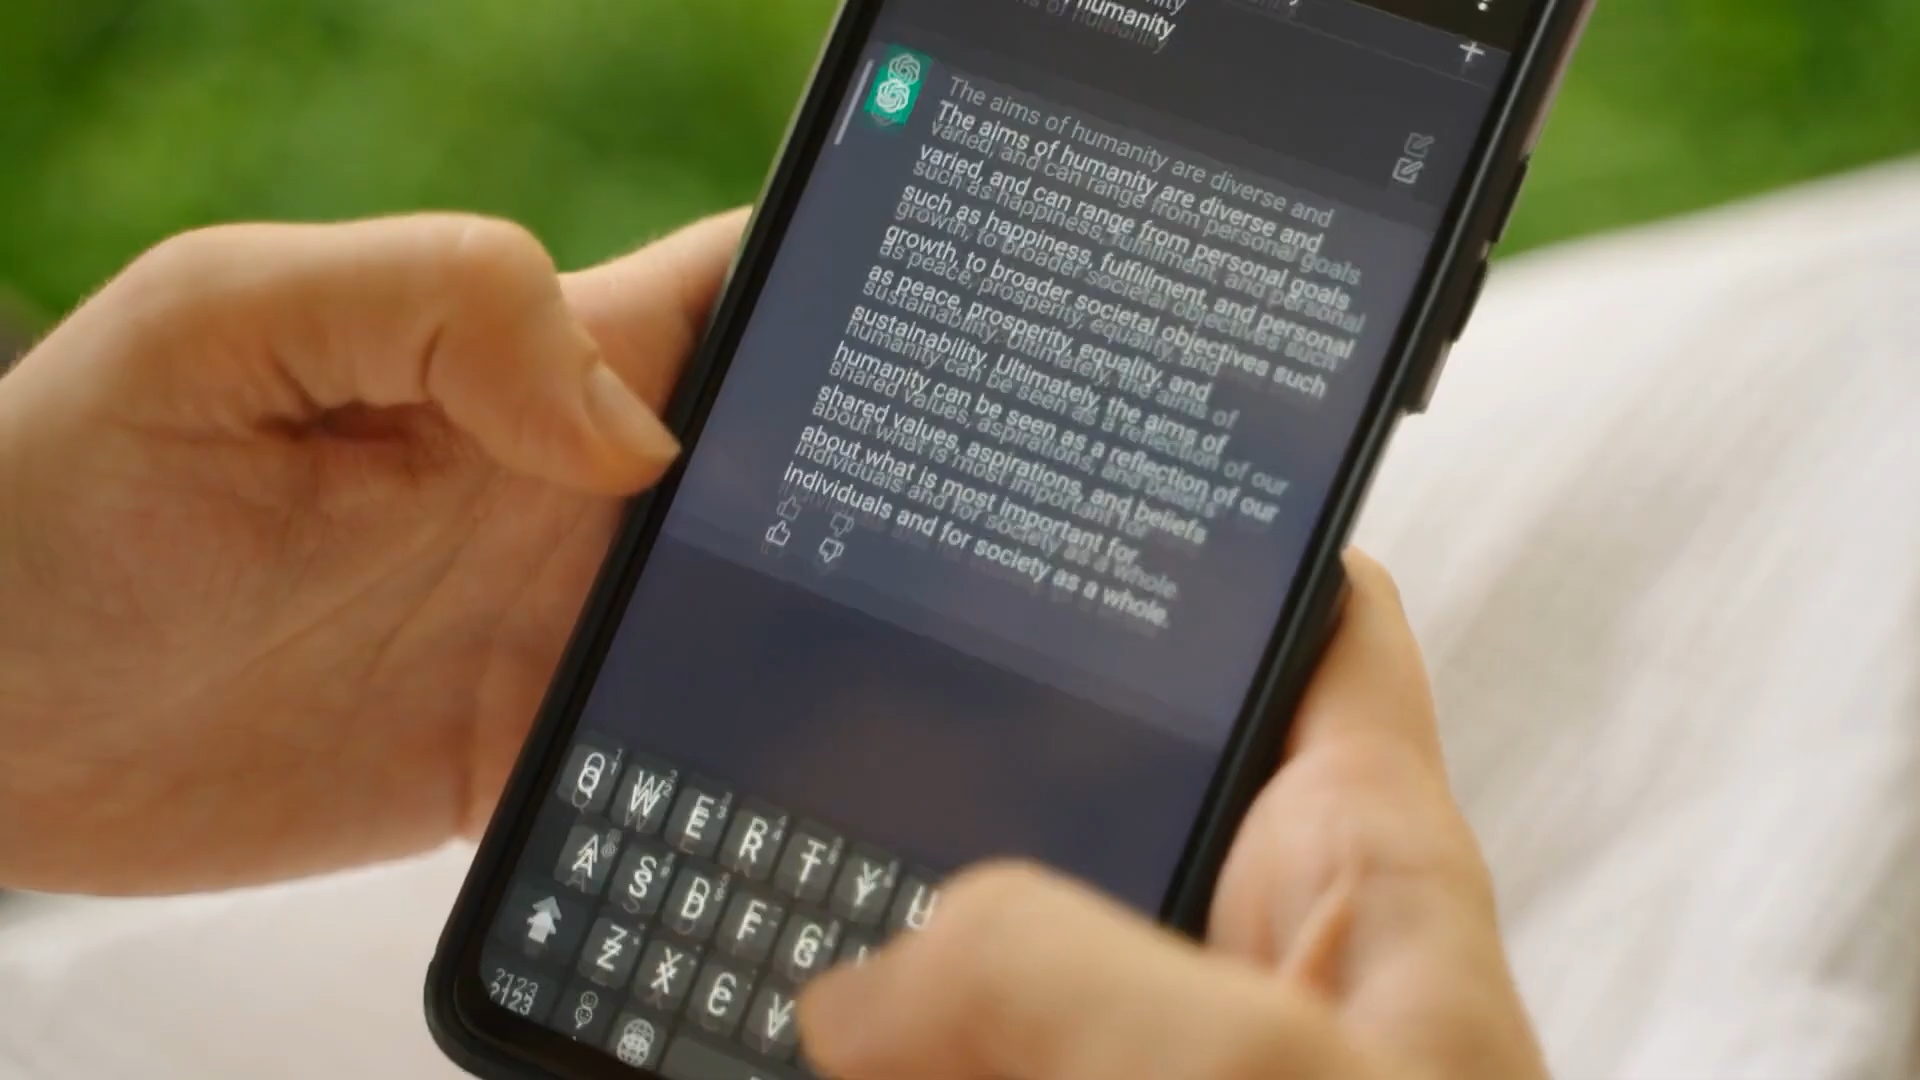 humanity
The aims of humanity are diverse and
varied, and can range from personal goals
such as happiness, fulfillment, and personal
growth, to broader societal objectives such
as peace, prosperity, equality, and
sustainability. Ultimately, the aims of
humanity can be seen as a reflection of our
shared values, aspirations, and beliefs
about what is most important for
individuals and for society as a whole.
Q W E R T Y U
A S D F G
Z X C V
?123